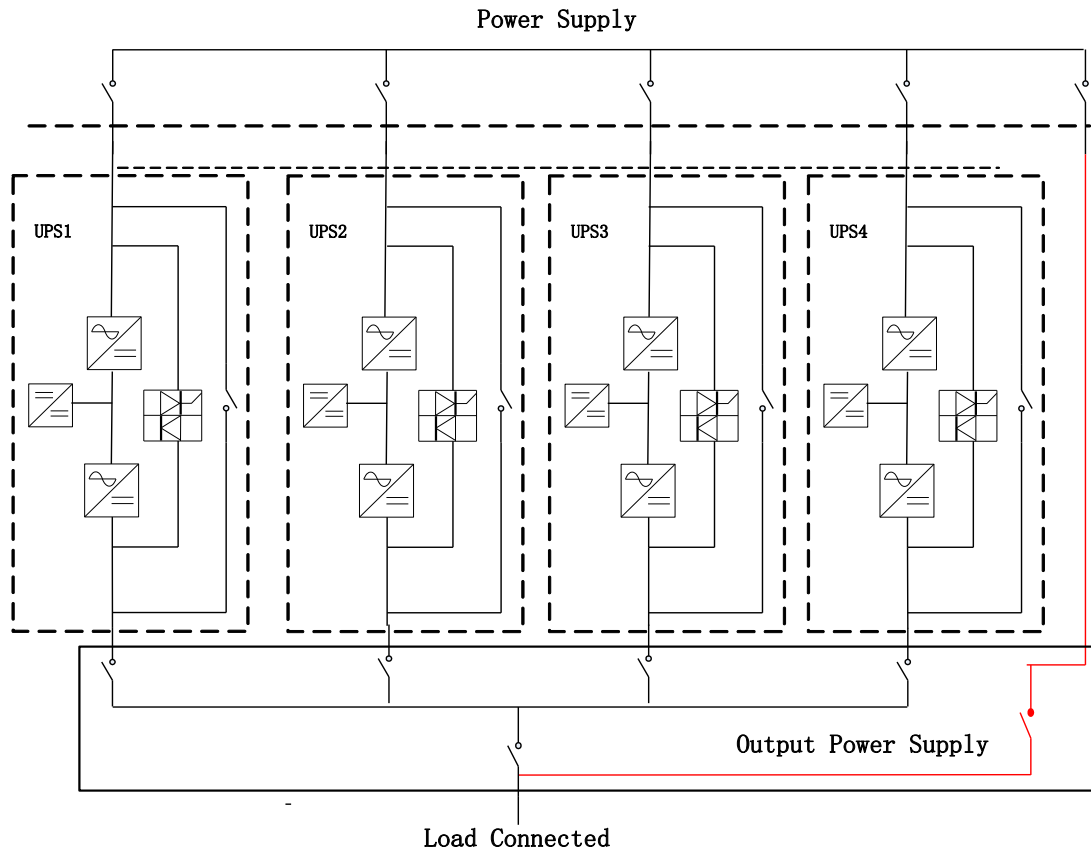 Power Supply
UPS1
UPS2
UPS3
UPS4
Output Power Supply
Load Connected